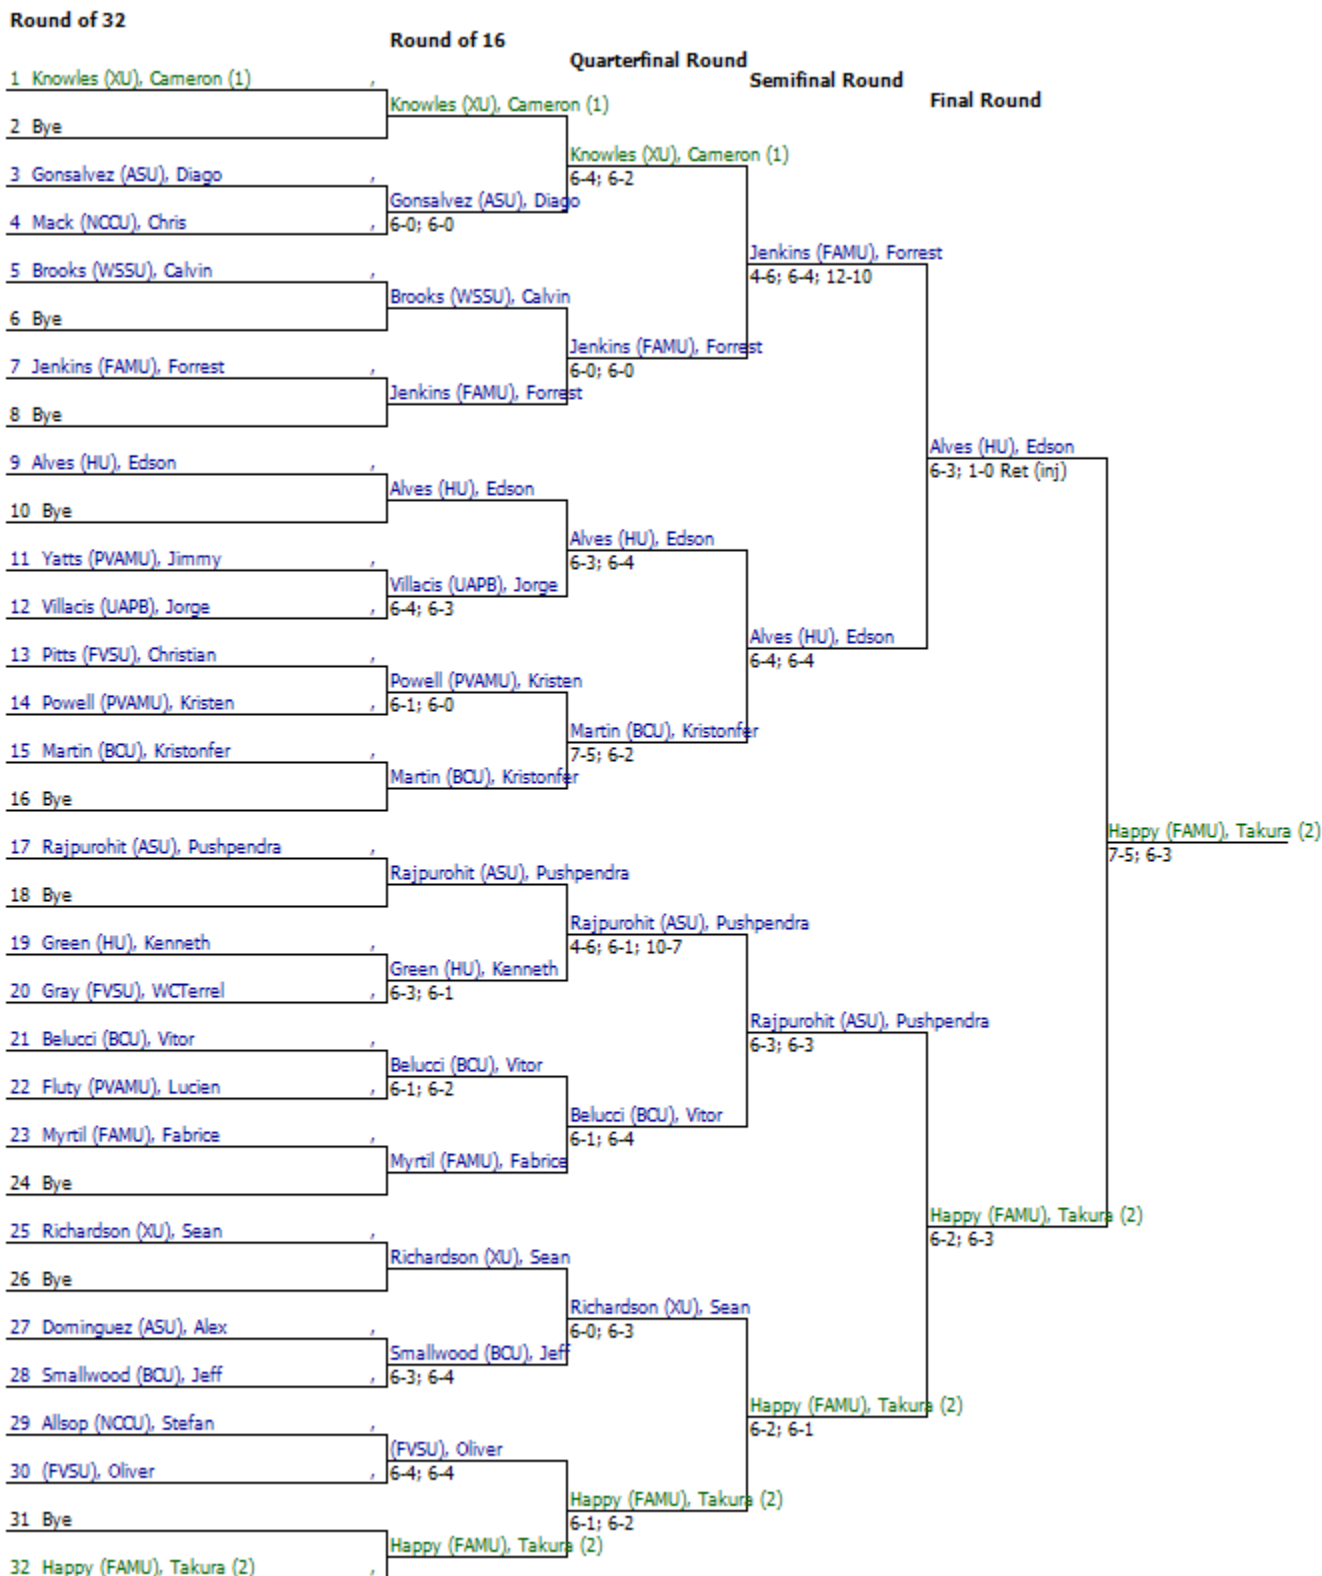 Round of 32
Round of 16
Quarterfinal Round
Semifinal Round
Final Round
1 Knowles (XU), Cameron (1) ,
Knowles (XU), Cameron (1)
2 Bye
Knowles (XU), Cameron (1)
6-4; 6-2
3 Gonsalvez (ASU), Diago ,
Gonsalvez (ASU), Diago
6-0; 6-0
4 Mack (NCCU), Chris ,
Jenkins (FAMU), Forrest
4-6; 6-4; 12-10
5 Brooks (WSSU), Calvin ,
Brooks (WSSU), Calvin
6 Bye
Jenkins (FAMU), Forrest
6-0; 6-0
7 Jenkins (FAMU), Forrest ,
Jenkins (FAMU), Forrest
8 Bye
Alves (HU), Edson
6-3; 1-0 Ret (inj)
9 Alves (HU), Edson ,
Alves (HU), Edson
10 Bye
Alves (HU), Edson
6-3; 6-4
11 Yatts (PVAMU), Jimmy ,
Villacis (UAPB), Jorge
6-4; 6-3
12 Villacis (UAPB), Jorge ,
Alves (HU), Edson
6-4; 6-4
13 Pitts (FVSU), Christian ,
Powell (PVAMU), Kristen
6-1; 6-0
14 Powell (PVAMU), Kristen ,
Martin (BCU), Kristonfer
7-5; 6-2
15 Martin (BCU), Kristonfer ,
Martin (BCU), Kristonfer
16 Bye
Happy (FAMU), Takura (2)
7-5; 6-3
17 Rajpurohit (ASU), Pushpendra ,
Rajpurohit (ASU), Pushpendra
18 Bye
Rajpurohit (ASU), Pushpendra
4-6; 6-1; 10-7
19 Green (HU), Kenneth ,
Green (HU), Kenneth
6-3; 6-1
20 Gray (FVSU), WCTerrel ,
Rajpurohit (ASU), Pushpendra
6-3; 6-3
21 Belucci (BCU), Vitor ,
Belucci (BCU), Vitor
6-1; 6-2
22 Fluty (PVAMU), Lucien ,
Belucci (BCU), Vitor
6-1; 6-4
23 Myrtil (FAMU), Fabrice ,
Myrtil (FAMU), Fabrice
24 Bye
Happy (FAMU), Takura (2)
6-2; 6-3
25 Richardson (XU), Sean ,
Richardson (XU), Sean
26 Bye
Richardson (XU), Sean
6-0; 6-3
27 Dominguez (ASU), Alex ,
Smallwood (BCU), Jeff
6-3; 6-4
28 Smallwood (BCU), Jeff ,
Happy (FAMU), Takura (2)
6-2; 6-1
29 Allsop (NCCU), Stefan ,
(FVSU), Oliver
6-4; 6-4
30 (FVSU), Oliver ,
Happy (FAMU), Takura (2)
6-1; 6-2
31 Bye
Happy (FAMU), Takura (2)
32 Happy (FAMU), Takura (2) ,